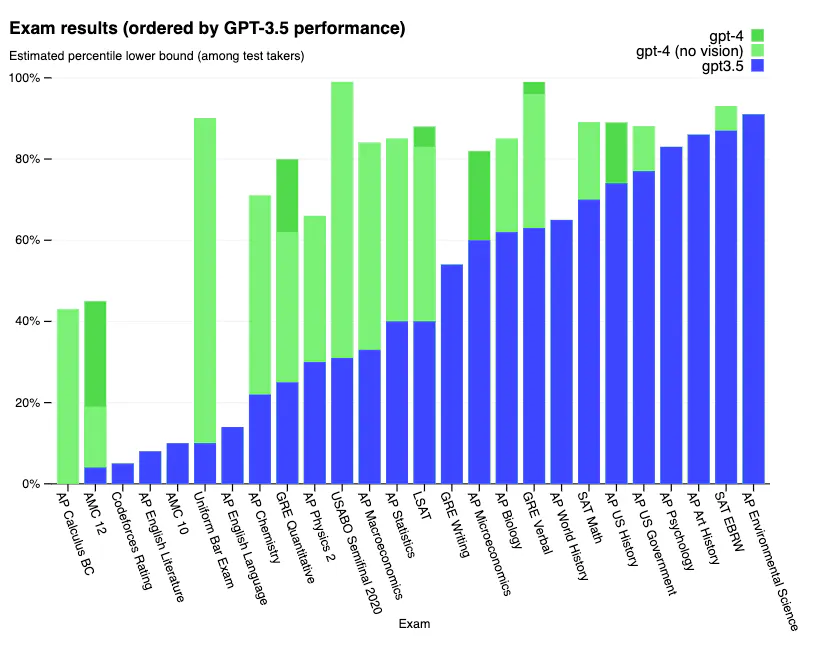 Exam results (ordered by GPT-3.5 performance)
Estimated percentile lower bound (among test takers)
gpt-4
gpt-4 (no vision)
gpt3.5
100%
80%
60%
40%
20%
0%
AP Calculus BC
AMC 12
Codeforces Rating
AP English Literature
AMC 10
Uniform Bar Exam
AP English Language
AP Chemistry
GRE Quantitative
AP Physics 2
USABO Semifinal 2020
AP Macroeconomics
AP Statistics
LSAT
GRE Writing
AP Microeconomics
AP Biology
GRE Verbal
AP World History
SAT Math
AP US History
AP US Government
AP Psychology
AP Art History
SAT EBRW
AP Environmental Science
Exam